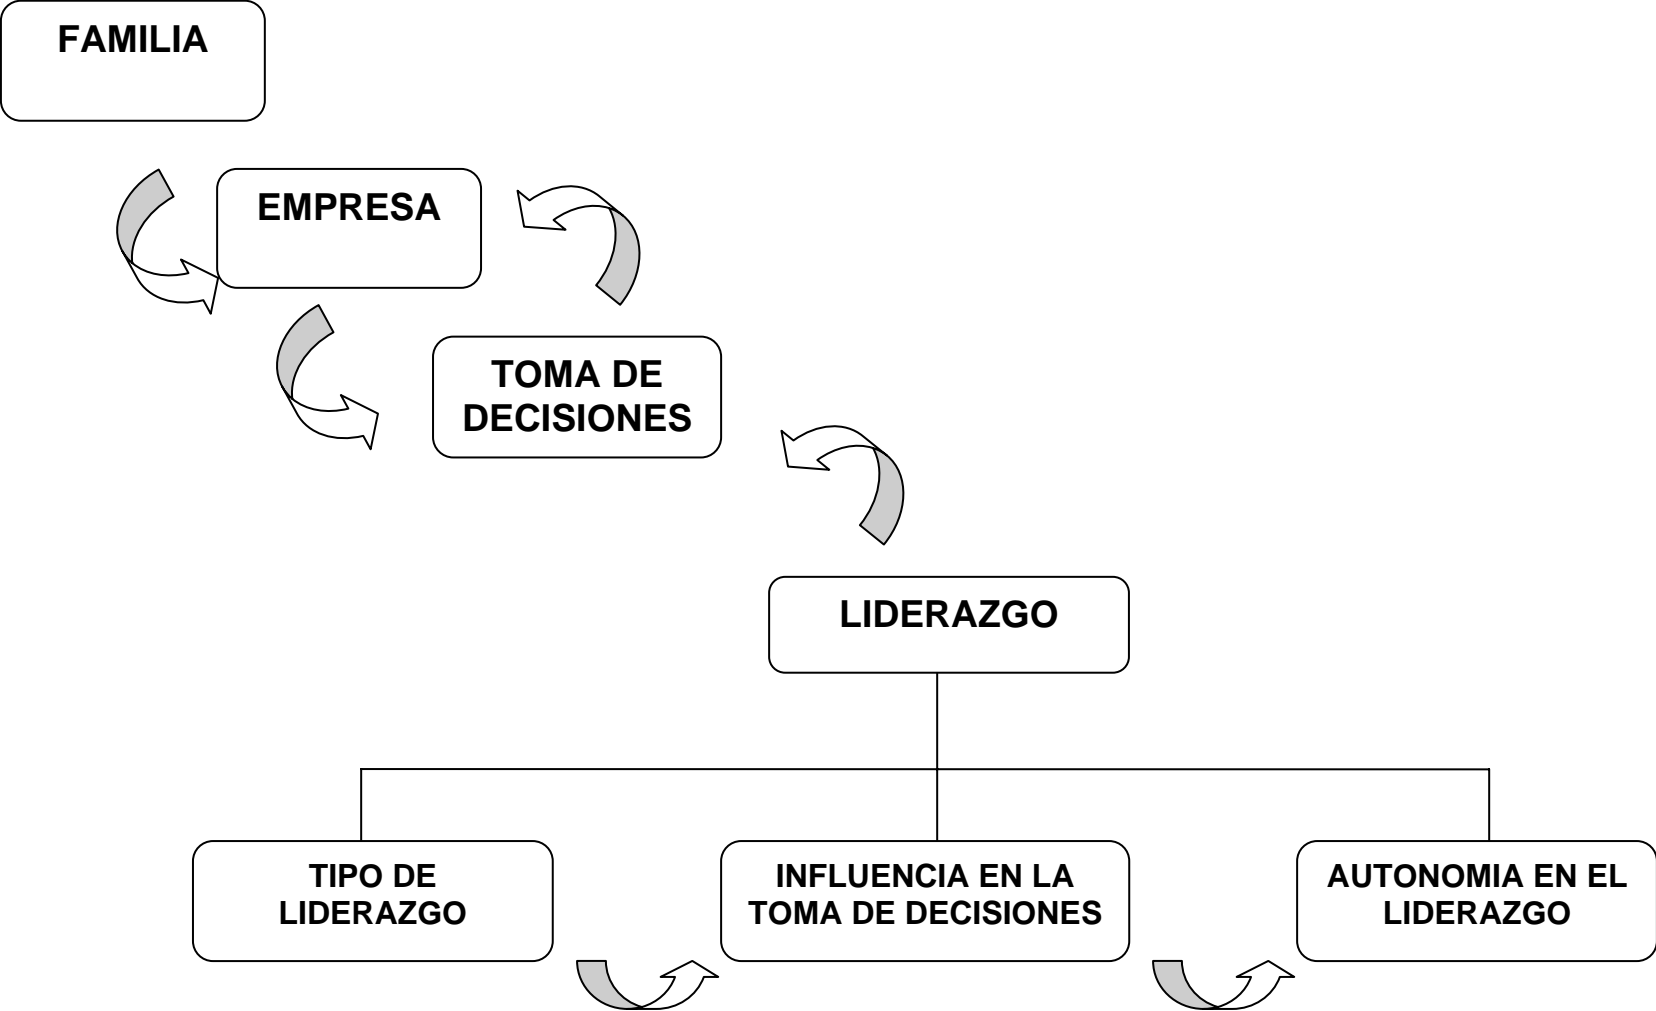 FAMILIA
EMPRESA
TOMA DE
DECISIONES
LIDERAZGO
TIPO DE
LIDERAZGO
INFLUENCIA EN LA
TOMA DE DECISIONES
AUTONOMIA EN EL
LIDERAZGO